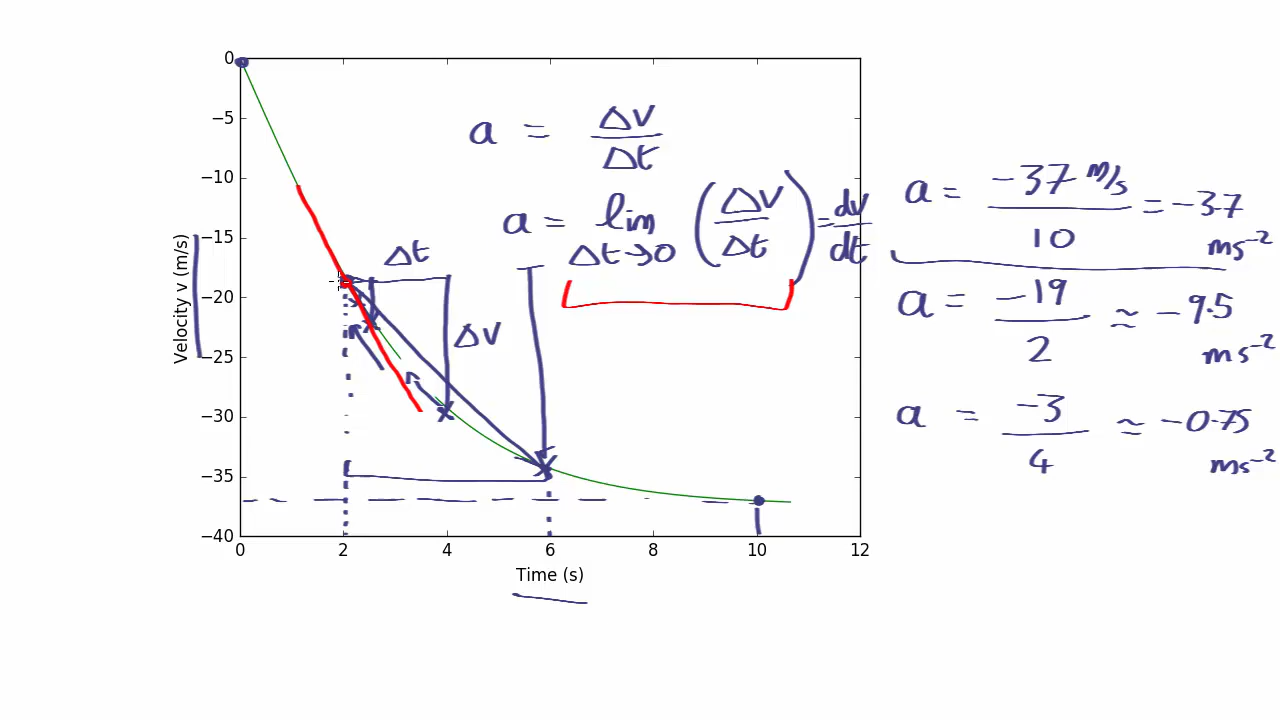 0
−5
−10
−15
−20
−25
−30
−35
−40
0 2 4 6 8 10 12
Time (s)
Velocity v (m/s)
a = Δv/Δt
a = lim Δt→0 (Δv/Δt) = dv/dt
Δt
Δv
a = -37 m/s / 10 = -3.7 ms⁻²
a = -19/2 ≈ -9.5 ms⁻²
a = -3/4 ≈ -0.75 ms⁻²